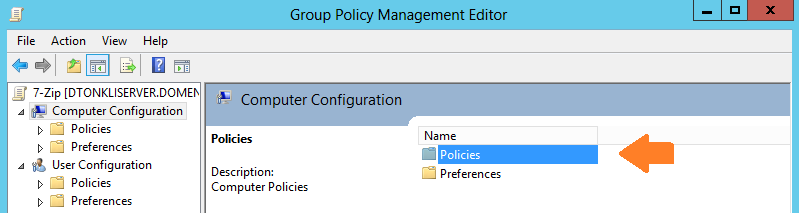 Group Policy Management Editor
File Action View Help
7-Zip [DTONKLISERVER.DOMEN
Computer Configuration
Policies
Preferences
User Configuration
Policies
Preferences
Computer Configuration
Policies
Description:
Computer Policies
Name
Policies
Preferences